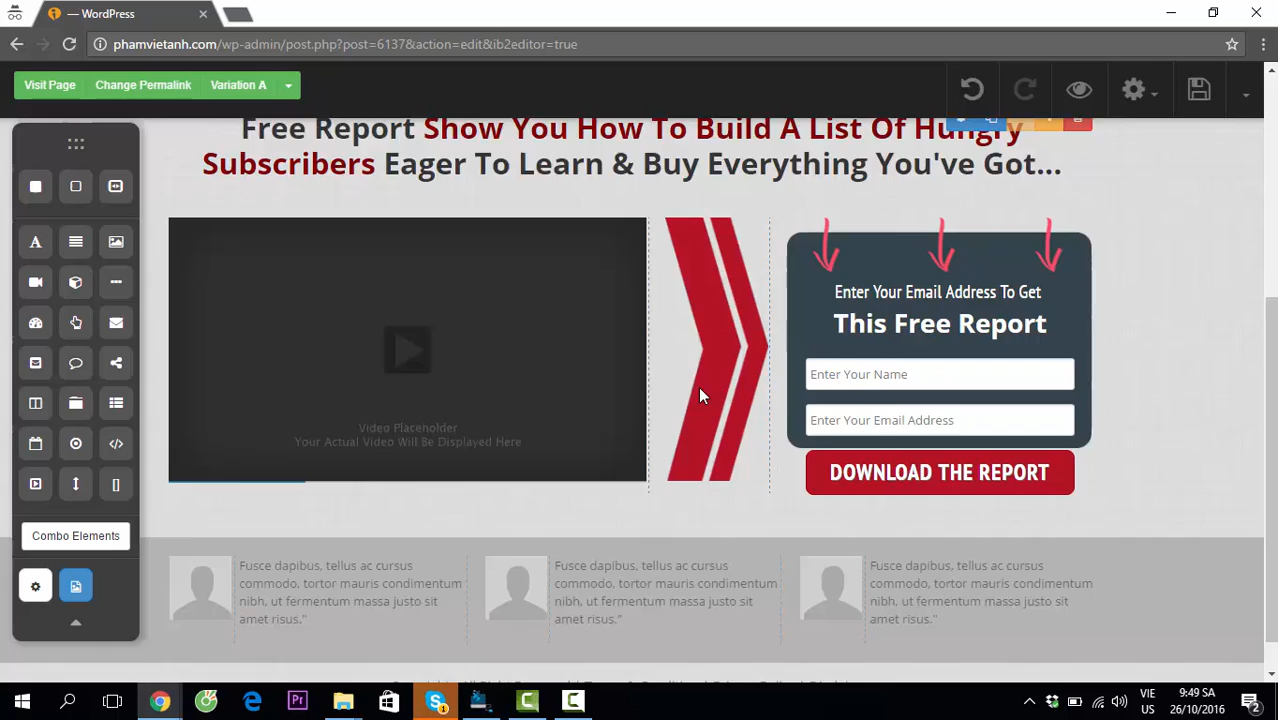 — WordPress
phamvietanh.com/wp-admin/post.php?post=6137&action=edit&ib2editor=true
Visit Page
Change Permalink
Variation A
Free Report Show You How To Build A List Of Hungry
Subscribers Eager To Learn & Buy Everything You've Got...
Enter Your Email Address To Get
This Free Report
Enter Your Name
Enter Your Email Address
DOWNLOAD THE REPORT
Video Placeholder
Your Actual Video Will Be Displayed Here
Combo Elements
Fusce dapibus, tellus ac cursus
commodo, tortor mauris condimentum
nibh, ut fermentum massa justo sit
amet risus."
Fusce dapibus, tellus ac cursus
commodo, tortor mauris condimentum
nibh, ut fermentum massa justo sit
amet risus."
Fusce dapibus, tellus ac cursus
commodo, tortor mauris condimentum
nibh, ut fermentum massa justo sit
amet risus."
VIE
US
9:49 SA
26/10/2016